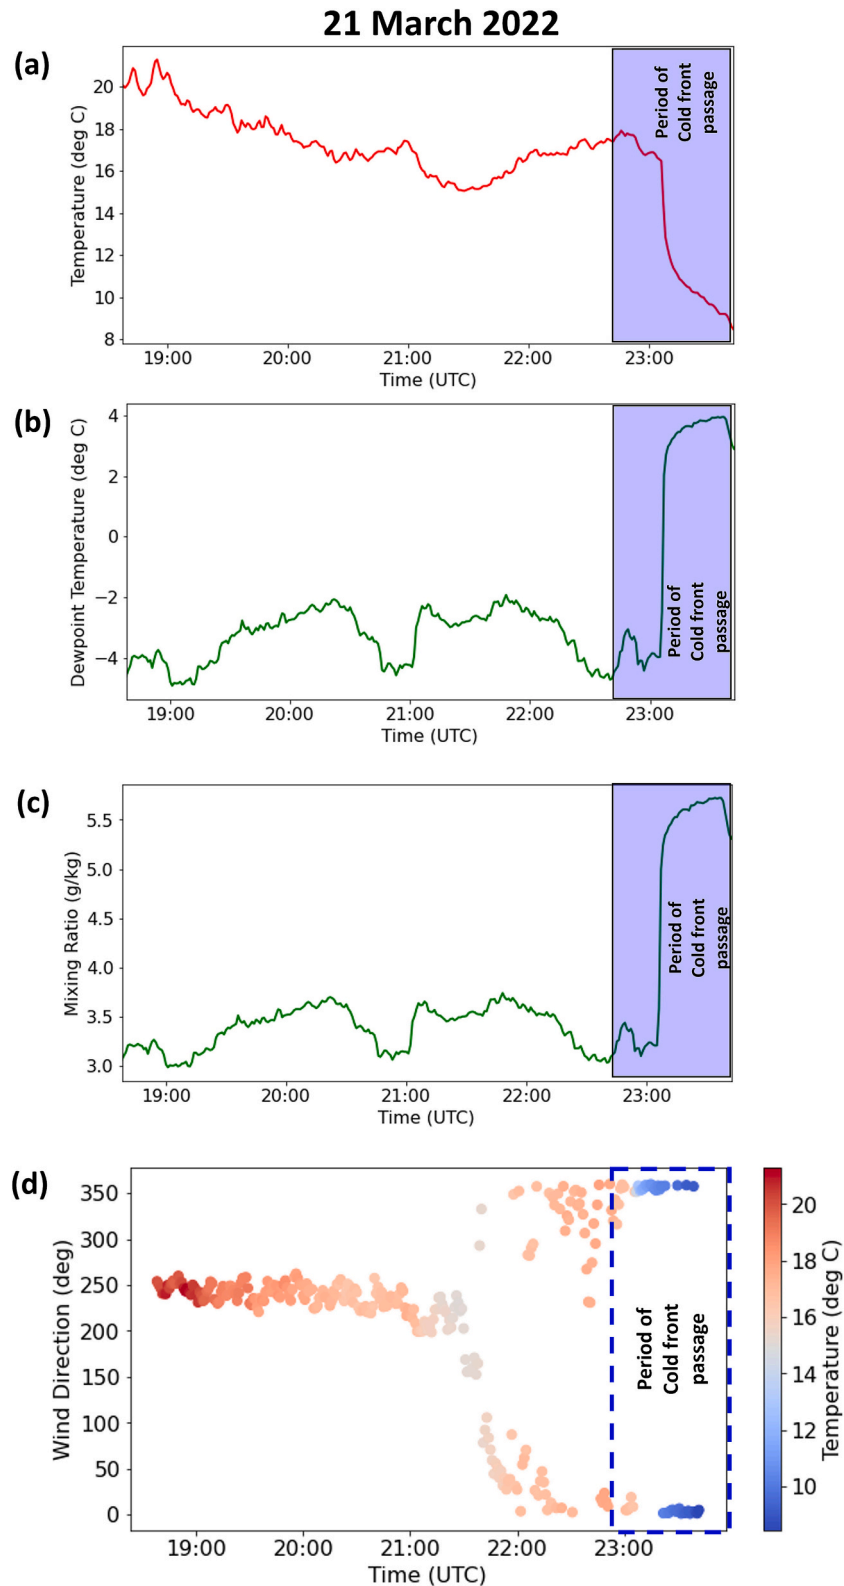 21 March 2022
(a)
Temperature (deg C)
20
18
16
14
12
10
8
Period of
Cold front
passage
19:00 20:00 21:00 22:00 23:00
Time (UTC)
(b)
Dewpoint Temperature (deg C)
4
2
0
−2
−4
Period of
Cold front
passage
19:00 20:00 21:00 22:00 23:00
Time (UTC)
(c)
Mixing Ratio (g/kg)
5.5
5.0
4.5
4.0
3.5
3.0
Period of
Cold front
passage
19:00 20:00 21:00 22:00 23:00
Time (UTC)
(d)
Wind Direction (deg)
350
300
250
200
150
100
50
0
Period of
Cold front
passage
19:00 20:00 21:00 22:00 23:00
Time (UTC)
20
18
16
14
12
10
Temperature (deg C)